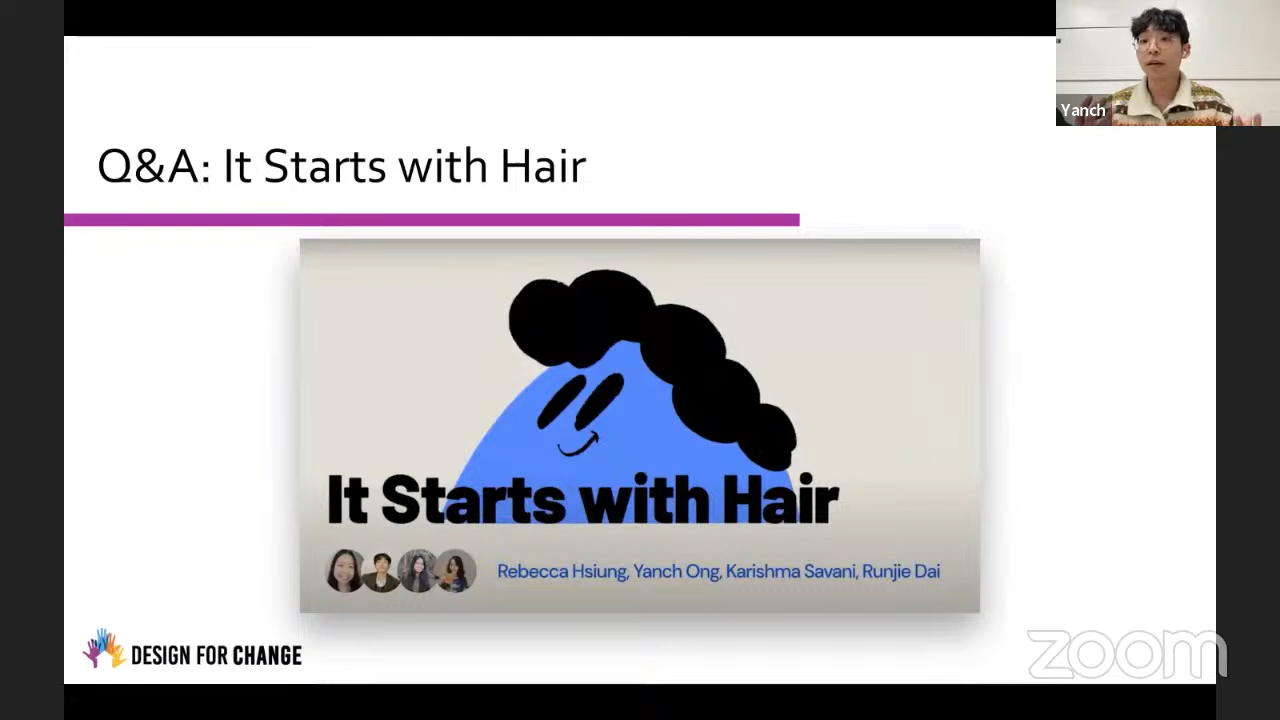 Yanch
Q&A: It Starts with Hair
It Starts with Hair
Rebecca Hsiung, Yanch Ong, Karishma Savani, Runjie Dai
DESIGN FOR CHANGE
zoom